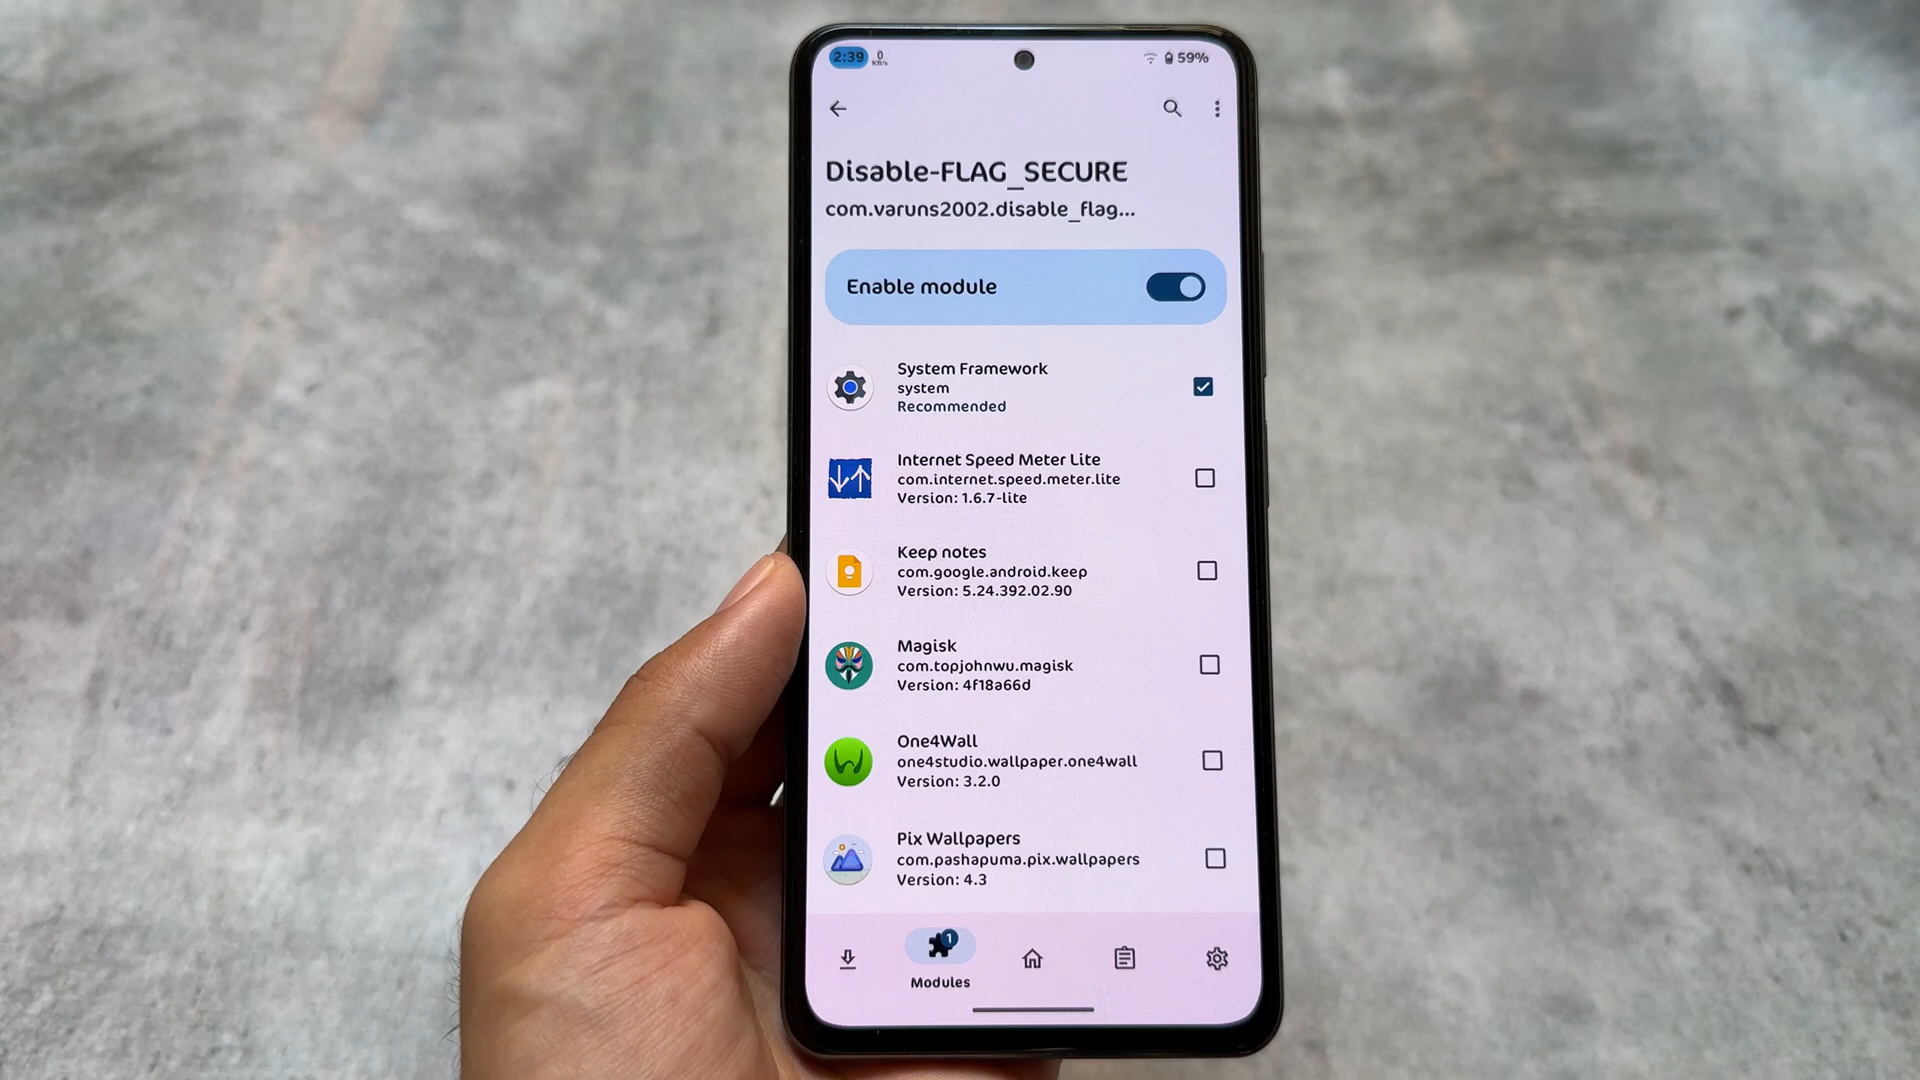 2:39 0 KB/s 59%
Disable-FLAG_SECURE
com.varuns2002.disable_flag...
Enable module
System Framework
system
Recommended
Internet Speed Meter Lite
com.internet.speed.meter.lite
Version: 1.6.7-lite
Keep notes
com.google.android.keep
Version: 5.24.392.02.90
Magisk
com.topjohnwu.magisk
Version: 4f18a66d
One4Wall
one4studio.wallpaper.one4wall
Version: 3.2.0
Pix Wallpapers
com.pashapuma.pix.wallpapers
Version: 4.3
1
Modules